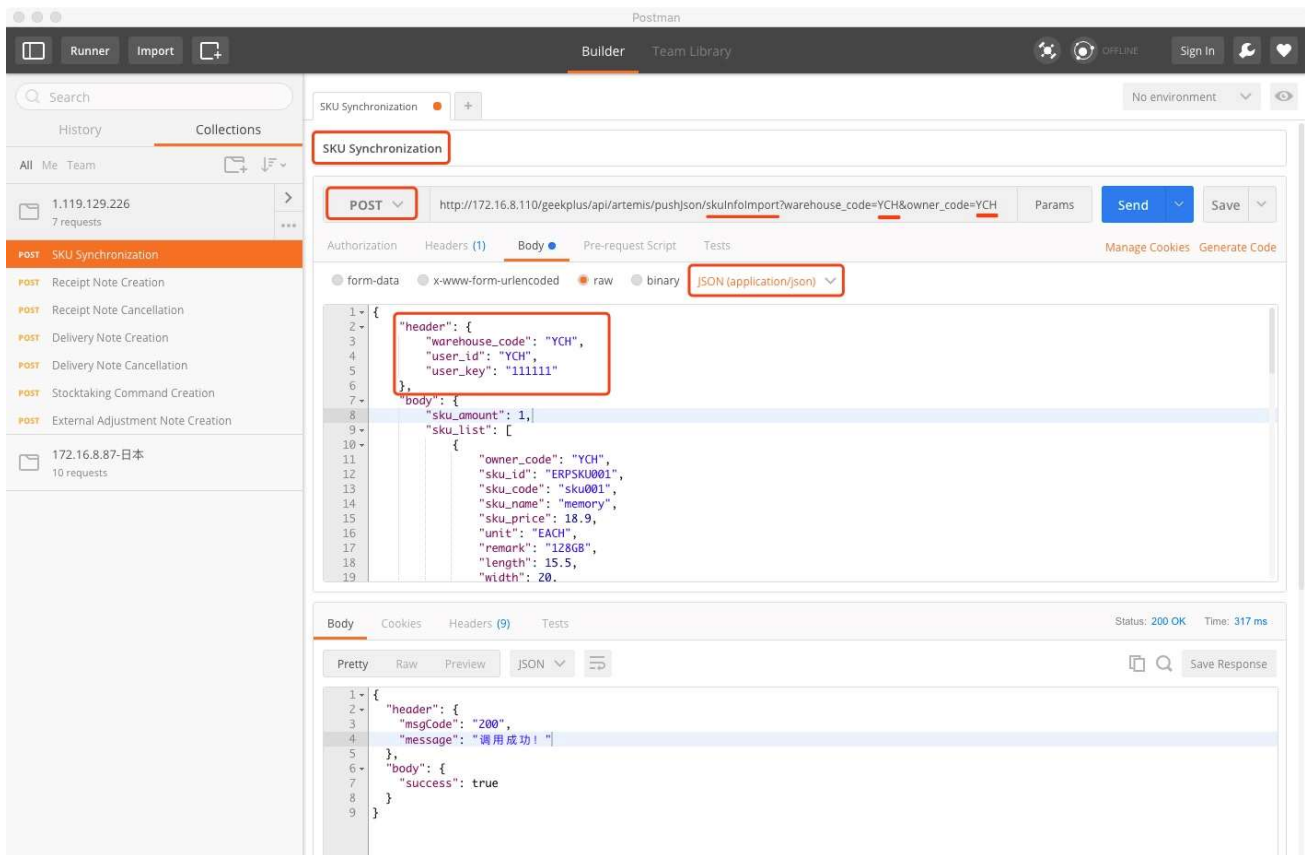 Postman
Runner Import Builder Team Library OFFLINE Sign In
Search
History Collections
All Me Team
1.119.129.226
7 requests
POST SKU Synchronization
POST Receipt Note Creation
POST Receipt Note Cancellation
POST Delivery Note Creation
POST Delivery Note Cancellation
POST Stocktaking Command Creation
POST External Adjustment Note Creation
172.16.8.87-日本
10 requests
SKU Synchronization + No environment
SKU Synchronization
POST http://172.16.8.110/geekplus/api/artemis/pushJson/skuInfoImport?warehouse_code=YCH&owner_code=YCH Params Send Save
Authorization Headers (1) Body Pre-request Script Tests Manage Cookies Generate Code
form-data x-www-form-urlencoded raw binary JSON (application/json)
1 {
2 "header": {
3 "warehouse_code": "YCH",
4 "user_id": "YCH",
5 "user_key": "111111"
6 },
7 "body": {
8 "sku_amount": 1,
9 "sku_list": [
10 {
11 "owner_code": "YCH",
12 "sku_id": "ERPSKU001",
13 "sku_code": "sku001",
14 "sku_name": "memory",
15 "sku_price": 18.9,
16 "unit": "EACH",
17 "remark": "128GB",
18 "length": 15.5,
19 "width": 20,
Body Cookies Headers (9) Tests Status: 200 OK Time: 317 ms
Pretty Raw Preview JSON Save Response
1 {
2 "header": {
3 "msgCode": "200",
4 "message": "调用成功！"
5 },
6 "body": {
7 "success": true
8 }
9 }